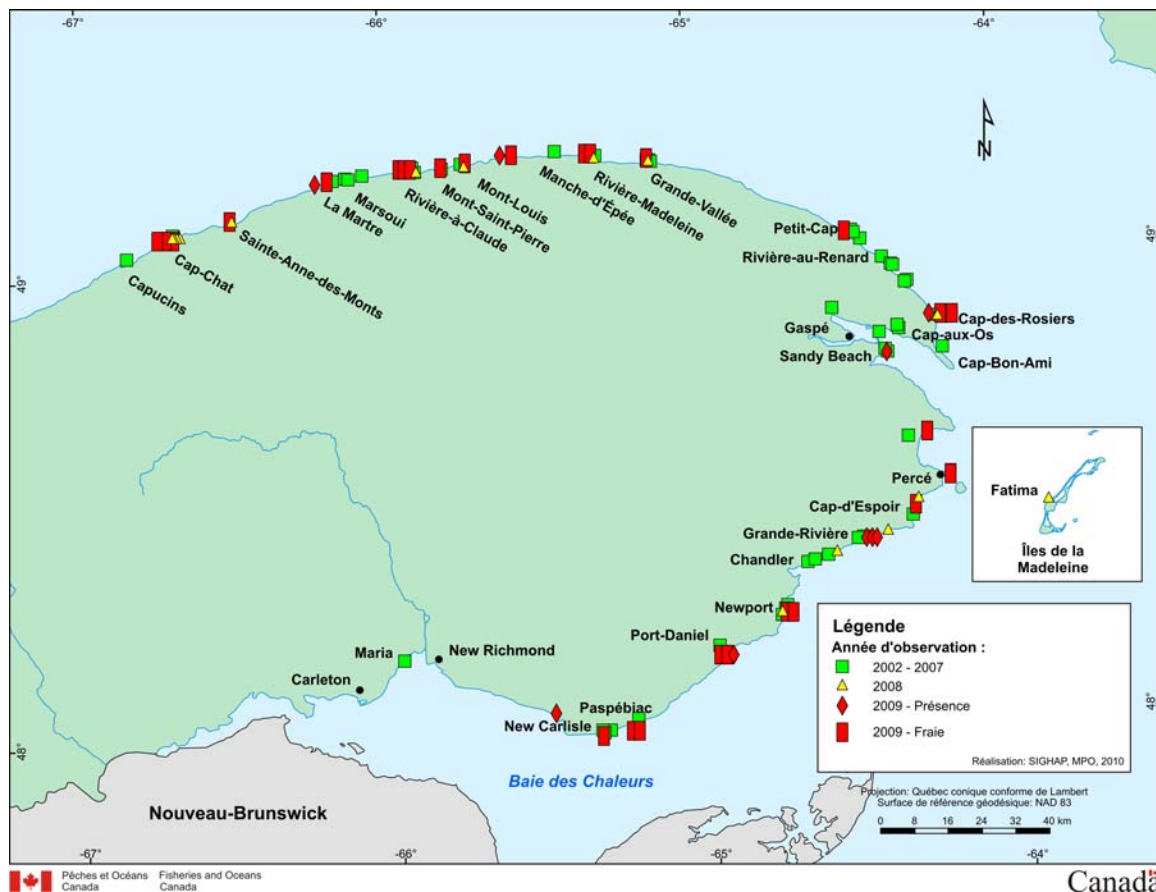 -67
-66
-65
-64
N
49°
49°
La Martre
Marsoui
Rivière-à-Claude
Mont-Saint-Pierre
Mont-Louis
Manche-d'Épée
Rivière-Madeleine
Grande-Vallée
Capucins
Cap-Chat
Sainte-Anne-des-Monts
Petit-Cap
Rivière-au-Renard
Gaspé
Cap-des-Rosiers
Cap-aux-Os
Sandy Beach
Cap-Bon-Ami
Percé
Cap-d'Espoir
Grande-Rivière
Chandler
Newport
Port-Daniel
Maria
New Richmond
Carleton
Paspébiac
New Carlisle
Baie des Chaleurs
Nouveau-Brunswick
Fatima
Îles de la
Madeleine
48°
48°
Légende
Année d'observation :
2002 - 2007
2008
2009 - Présence
2009 - Fraie
Réalisation: SIGHAP, MPO, 2010
Projection: Québec conique conforme de Lambert
Surface de référence géodésique: NAD 83
0 8 16 24 32 40 km
-67
-66
-65
-64
Pêches et Océans Fisheries and Oceans
Canada Canada
Canada